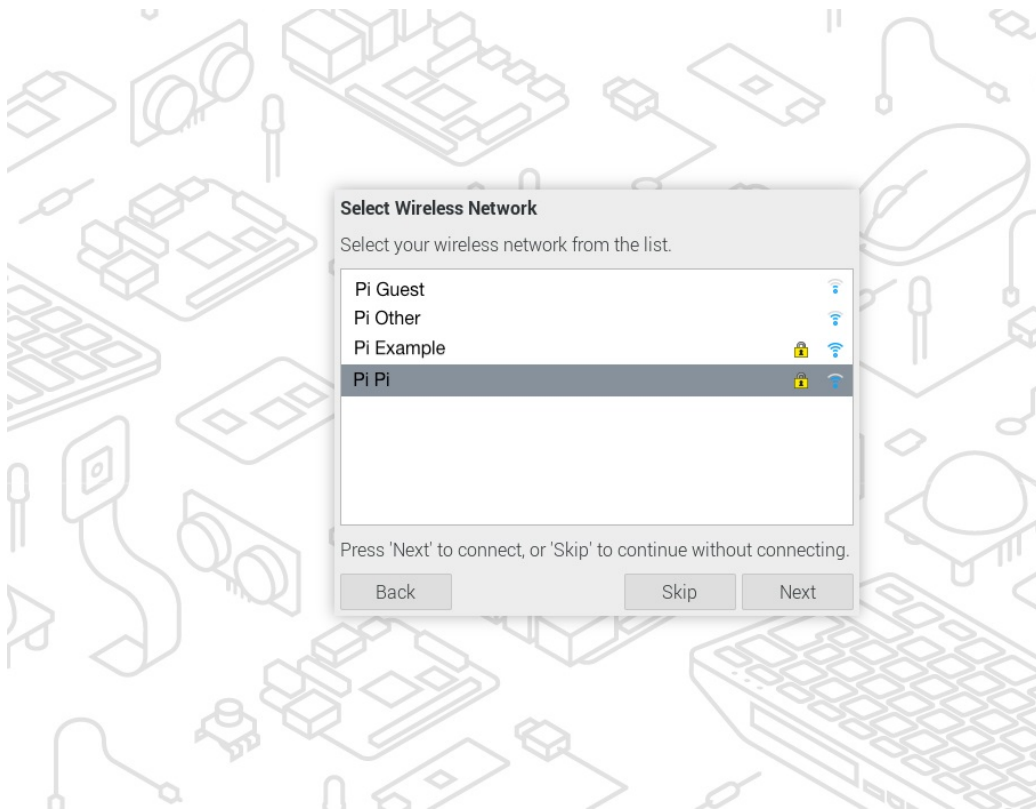 Select Wireless Network
Select your wireless network from the list.
Pi Guest
Pi Other
Pi Example
Pi Pi
Press 'Next' to connect, or 'Skip' to continue without connecting.
Back Skip Next